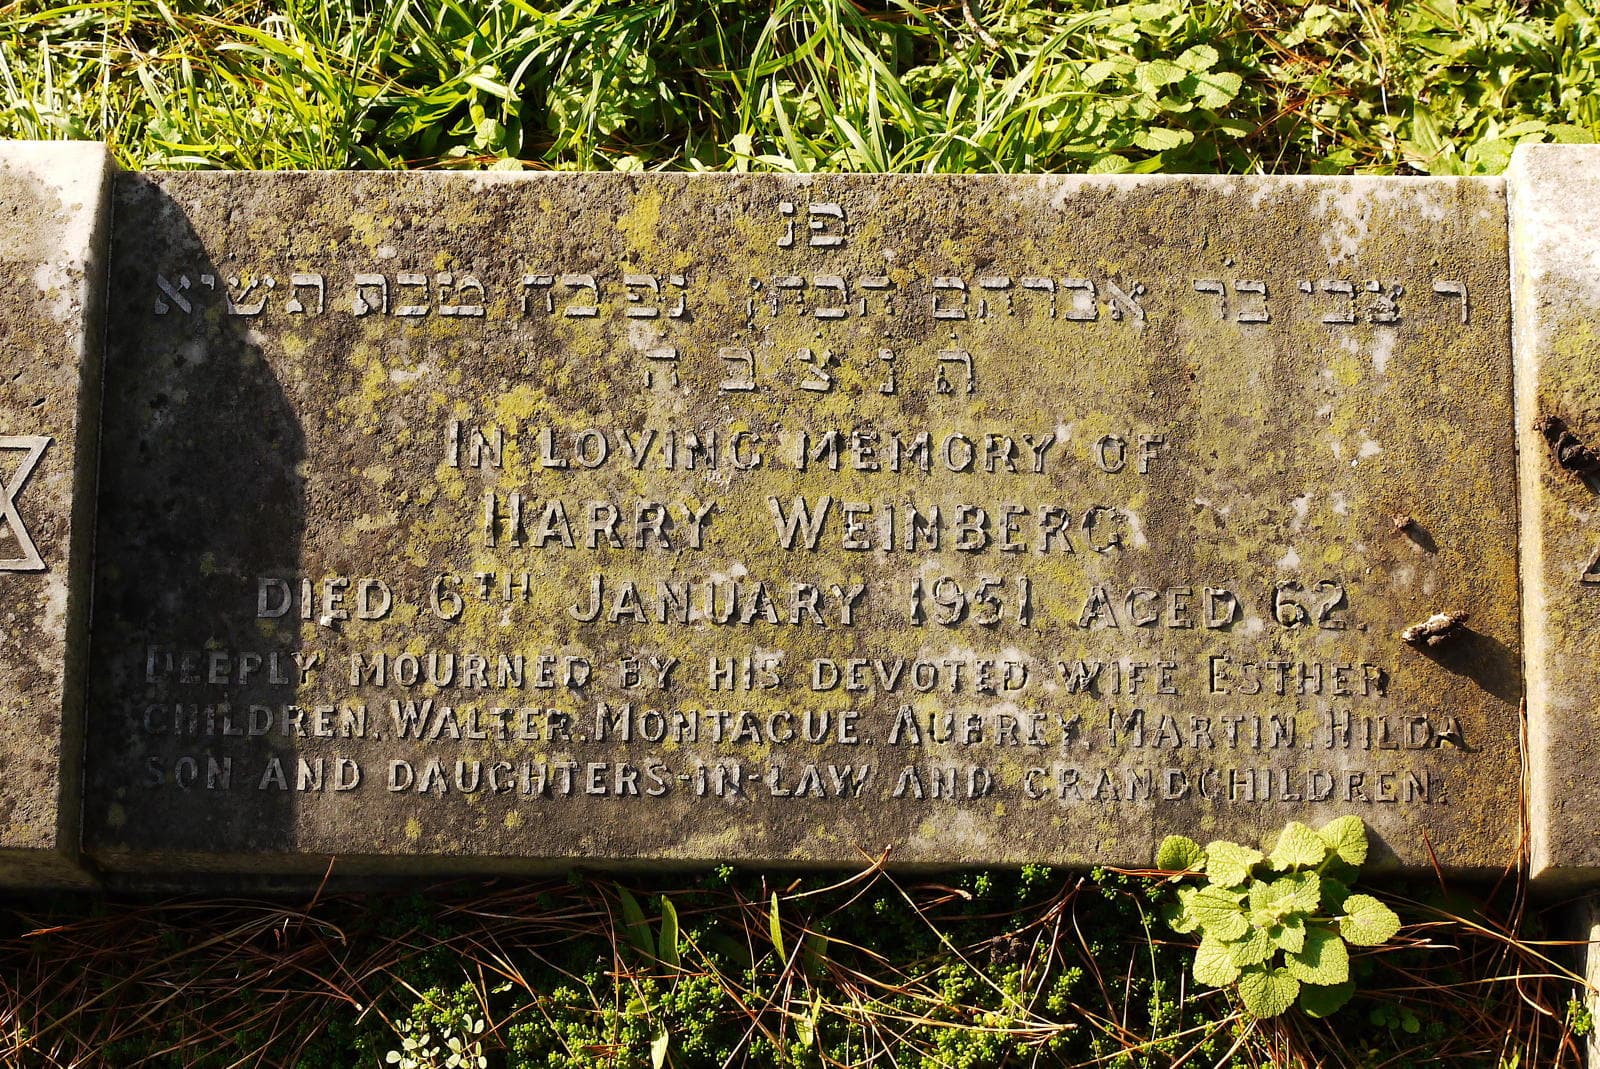 פנ
ר צבי בר אברהם הכהן נפ כח טבת תשיא
ת נ צ ב ה
IN LOVING MEMORY OF
HARRY WEINBERG
DIED 6TH JANUARY 1951 AGED 62.
DEEPLY MOURNED BY HIS DEVOTED WIFE ESTHER
CHILDREN, WALTER, MONTAGUE, AUBREY, MARTIN, HILDA
SON AND DAUGHTERS-IN-LAW AND GRANDCHILDREN.